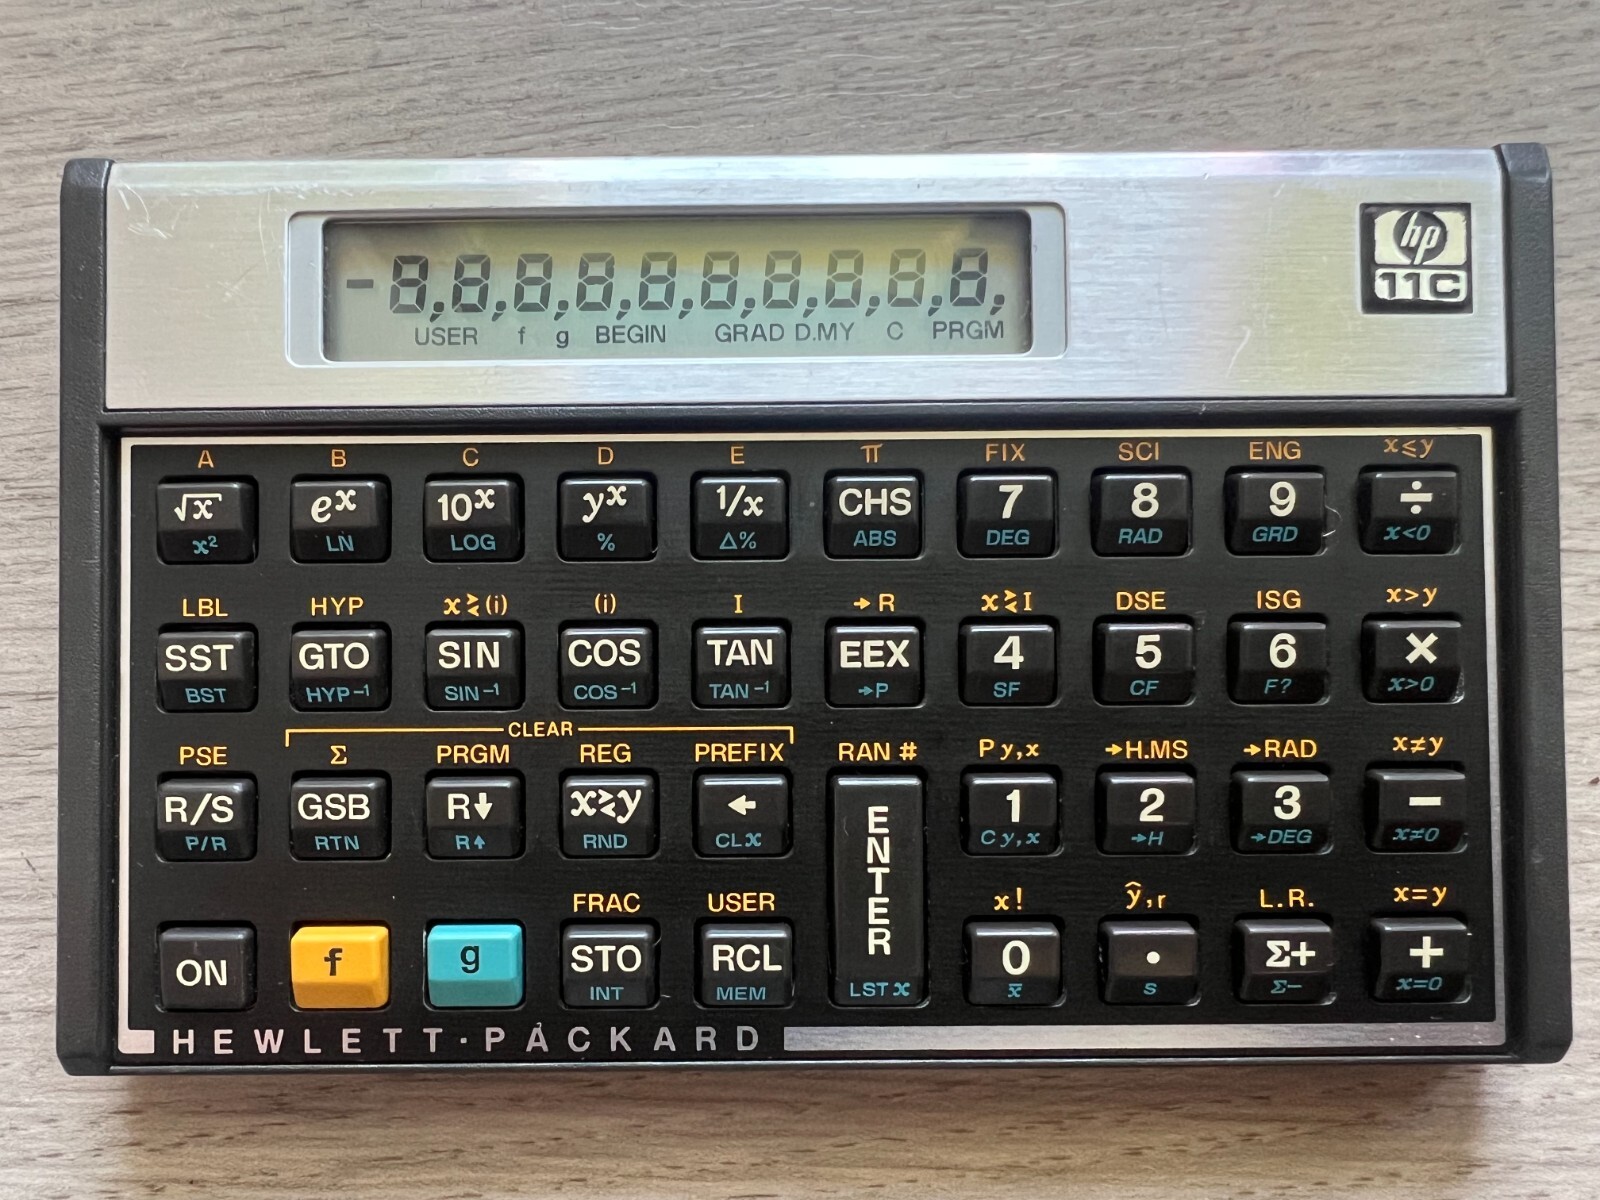 hp
11C
-8,8,8,8,8,8,8,8,8,8,
USER f g BEGIN GRAD D.MY C PRGM
A B C D E π FIX SCI ENG x≤y
√x eˣ 10ˣ yˣ 1/x CHS 7 8 9 ÷
x² LN LOG % Δ% ABS DEG RAD GRD x<0
LBL HYP x≷(i) (i) I →R x≷I DSE ISG x>y
SST GTO SIN COS TAN EEX 4 5 6 ×
BST HYP⁻¹ SIN⁻¹ COS⁻¹ TAN⁻¹ →P SF CF F? x>0
CLEAR
PSE Σ PRGM REG PREFIX RAN # Py,x →H.MS →RAD x≠y
R/S GSB R↓ x≷y ← ENTER 1 2 3 −
P/R RTN R↑ RND CLx Cy,x →H →DEG x≠0
FRAC USER x! ŷ,r L.R. x=y
ON f g STO RCL 0 · Σ+ +
INT MEM LST x x̄ s Σ− x=0
HEWLETT·PACKARD